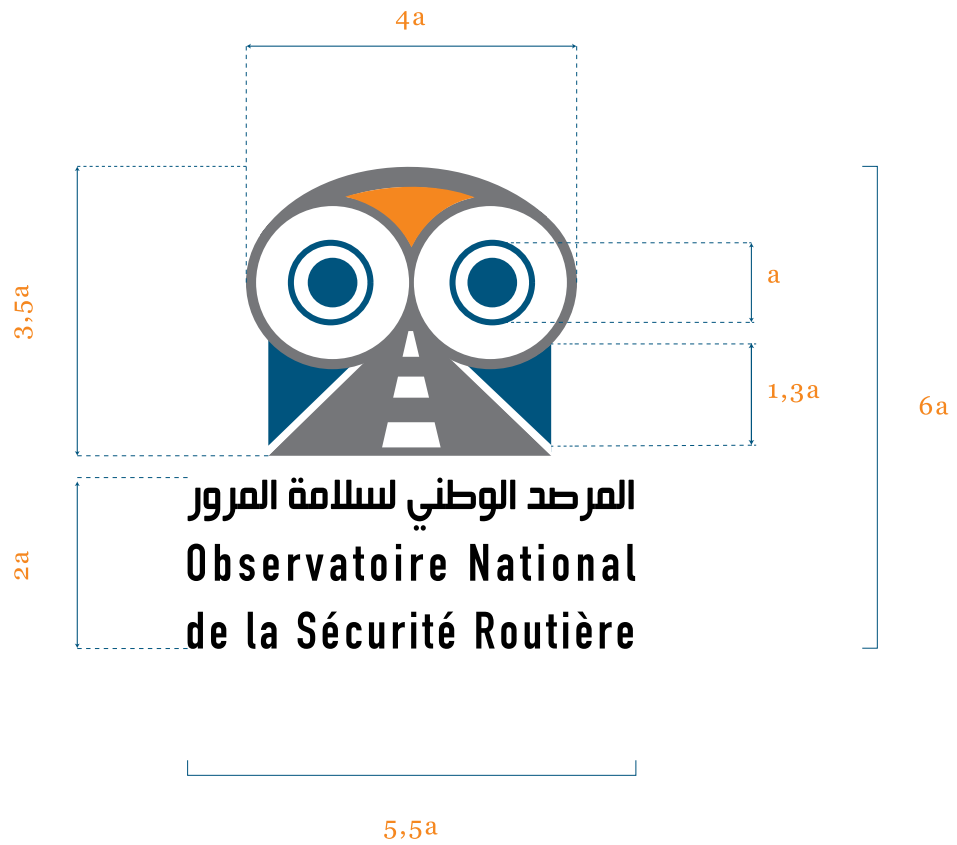 4a
3,5a
a
1,3a
6a
المرصد الوطني لسلامة المرور
2a
Observatoire National
de la Sécurité Routière
5,5a